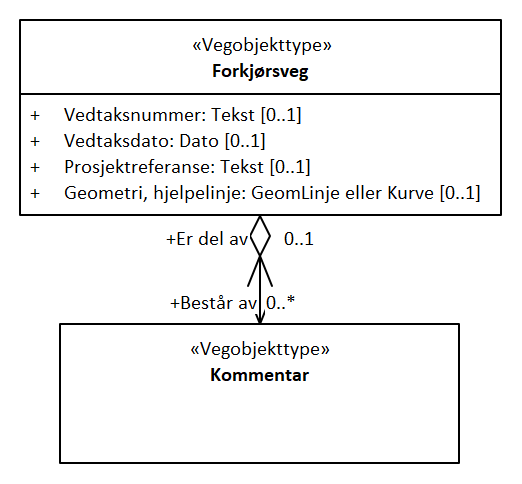 «Vegobjekttype»
Forkjørsveg
+ Vedtaksnummer: Tekst [0..1]
+ Vedtaksdato: Dato [0..1]
+ Prosjektreferanse: Tekst [0..1]
+ Geometri, hjelpelinje: GeomLinje eller Kurve [0..1]
+Er del av 0..1
+Består av 0..*
«Vegobjekttype»
Kommentar